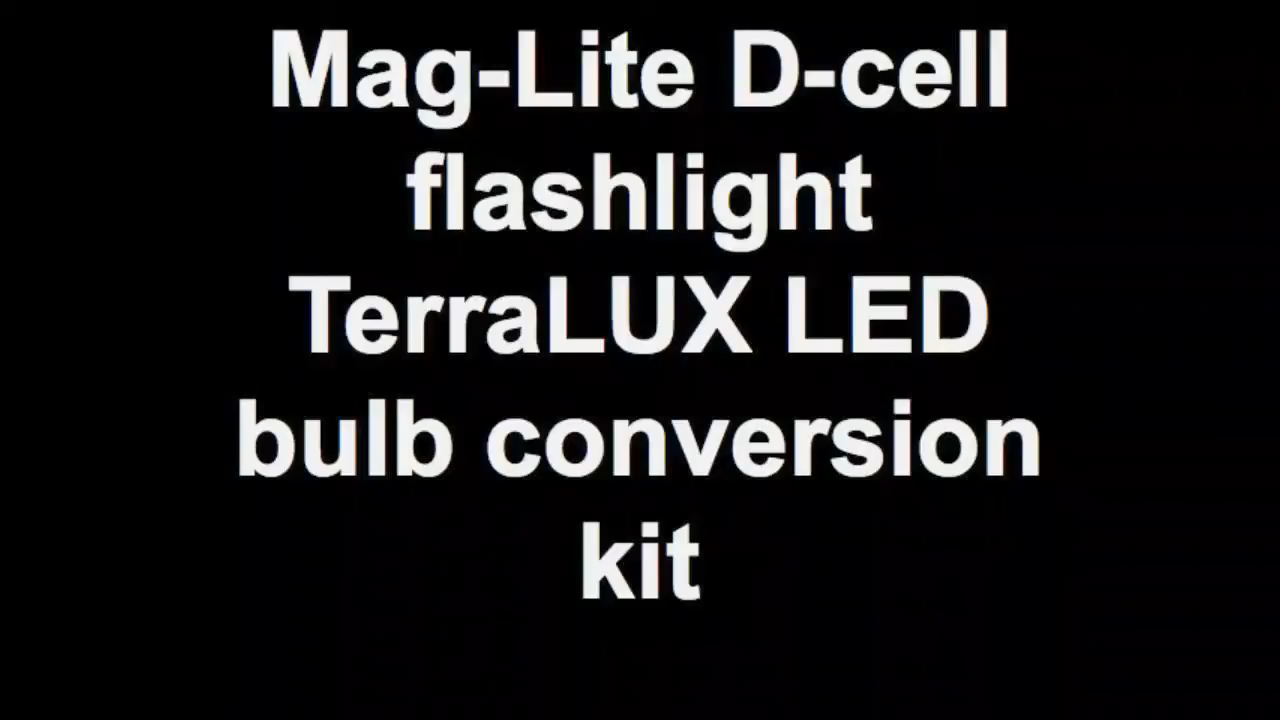 Mag-Lite D-cell
flashlight
TerraLUX LED
bulb conversion
kit